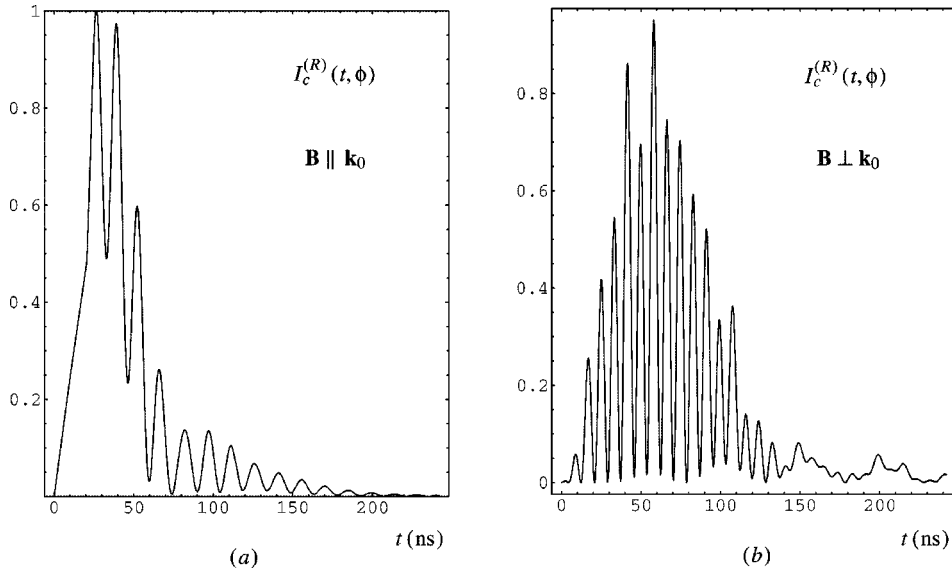 1
0.8
0.6
0.4
0.2
0 50 100 150 200
t (ns)
I_c^{(R)} (t, ϕ)
B ∥ k_0
(a)
0.8
0.6
0.4
0.2
0
0 50 100 150 200
t (ns)
I_c^{(R)} (t, ϕ)
B ⊥ k_0
(b)